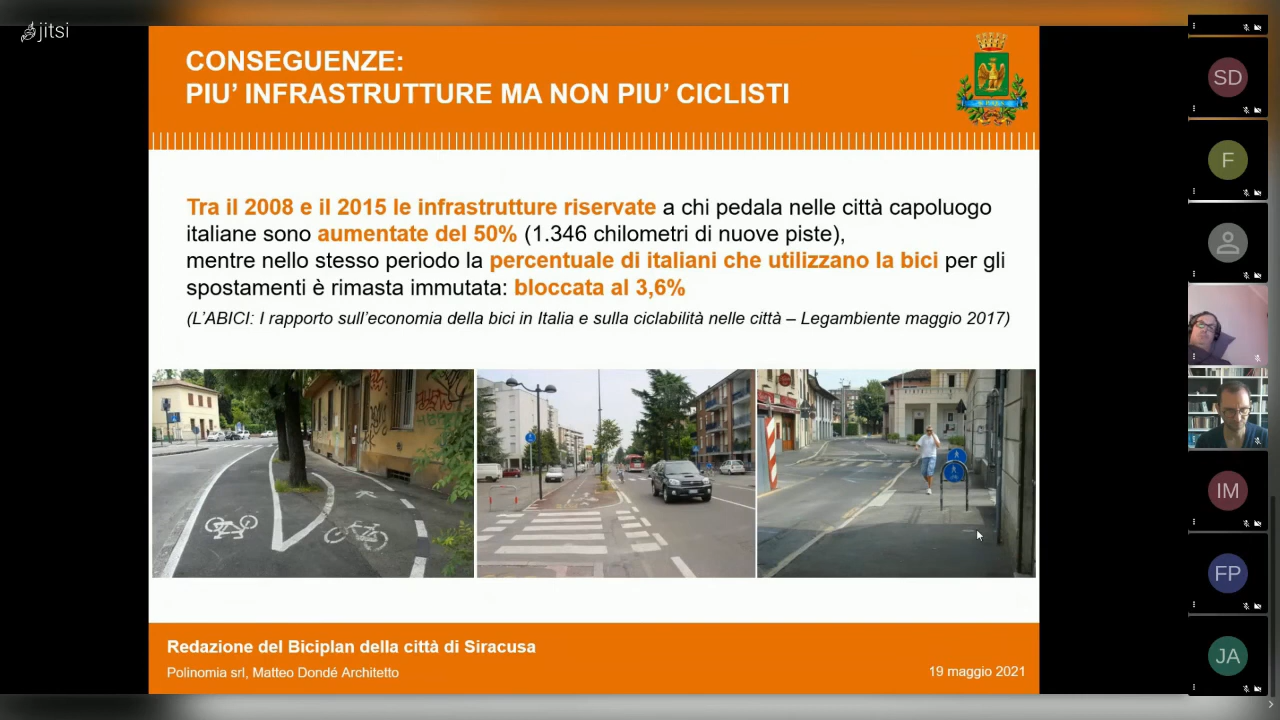 jitsi
CONSEGUENZE:
PIU' INFRASTRUTTURE MA NON PIU' CICLISTI
Tra il 2008 e il 2015 le infrastrutture riservate a chi pedala nelle città capoluogo
italiane sono aumentate del 50% (1.346 chilometri di nuove piste),
mentre nello stesso periodo la percentuale di italiani che utilizzano la bici per gli
spostamenti è rimasta immutata: bloccata al 3,6%
(L'ABICI: I rapporto sull'economia della bici in Italia e sulla ciclabilità nelle città – Legambiente maggio 2017)
Redazione del Biciplan della città di Siracusa
Polinomia srl, Matteo Dondé Architetto
19 maggio 2021
SD
F
IM
FP
JA